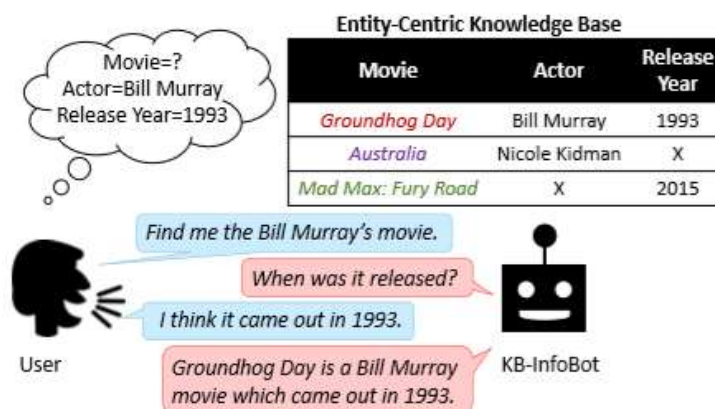 Entity-Centric Knowledge Base
Movie=?
Actor=Bill Murray
Release Year=1993
Movie Actor Release Year
Groundhog Day Bill Murray 1993
Australia Nicole Kidman X
Mad Max: Fury Road X 2015
Find me the Bill Murray's movie.
When was it released?
I think it came out in 1993.
Groundhog Day is a Bill Murray
movie which came out in 1993.
User
KB-InfoBot